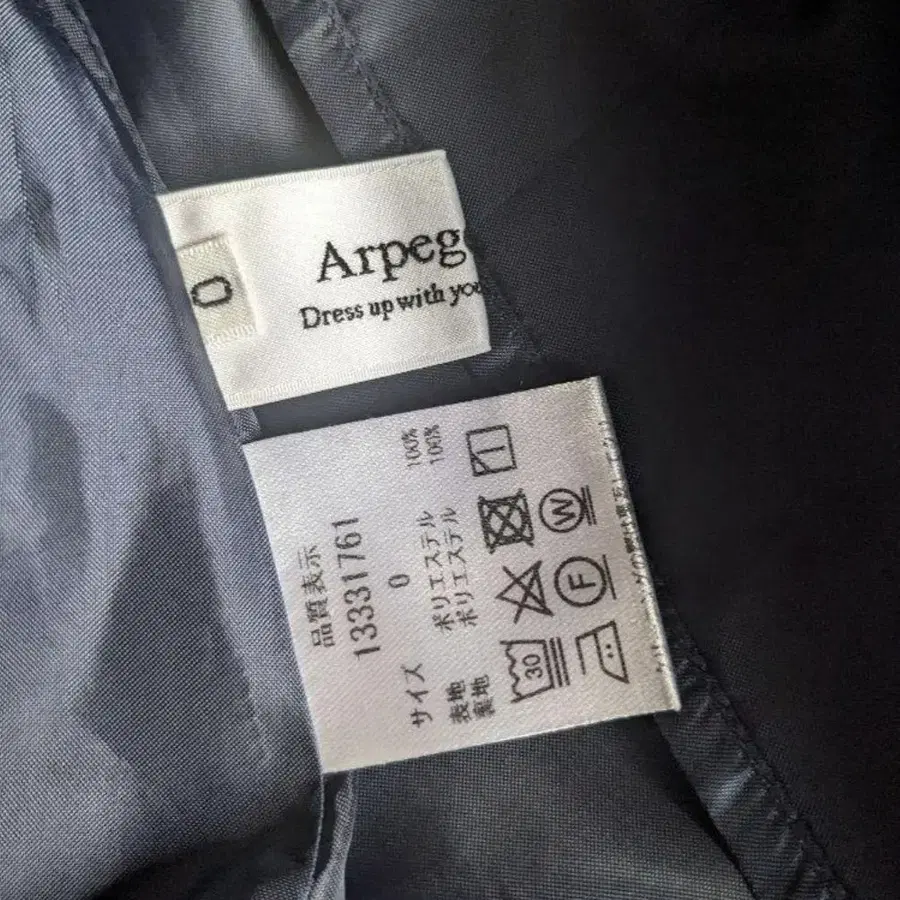 Arpeg
Dress up with you
0
品質表示
13331761
サイズ 0
表地 ポリエステル 100%
裏地 ポリエステル 100%
30
F
W